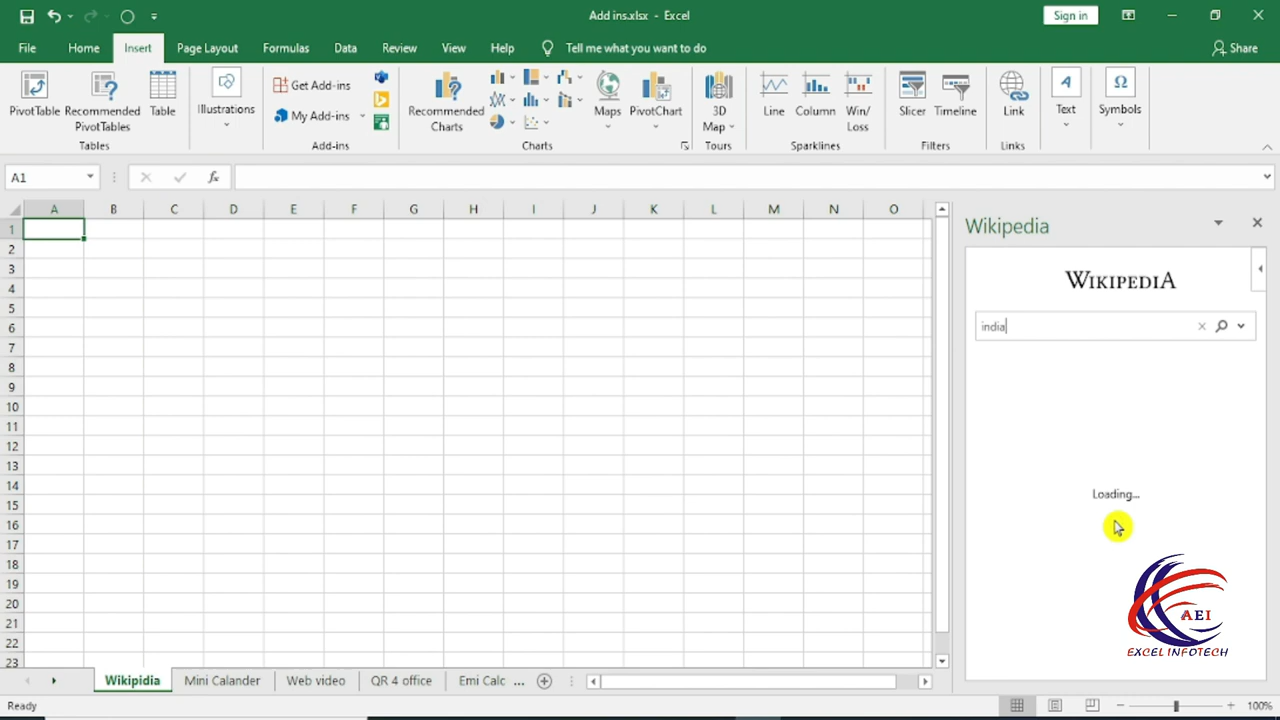 Add ins.xlsx - Excel
Sign in
File Home Insert Page Layout Formulas Data Review View Help Tell me what you want to do
Share
PivotTable
Recommended
PivotTables
Table
Tables
Illustrations
Get Add-ins
My Add-ins
Add-ins
Recommended
Charts
Maps
PivotChart
Charts
3D
Map
Tours
Line
Column
Win/
Loss
Sparklines
Slicer
Timeline
Filters
Link
Links
Text
Symbols
A1
fx
A B C D E F G H I J K L M N O
1
2
3
4
5
6
7
8
9
10
11
12
13
14
15
16
17
18
19
20
21
22
23
Wikipedia
WIKIPEDIA
india
Loading...
AEI
EXCEL INFOTECH
Wikipidia Mini Calander Web video QR 4 office Emi Calc ...
Ready
100%